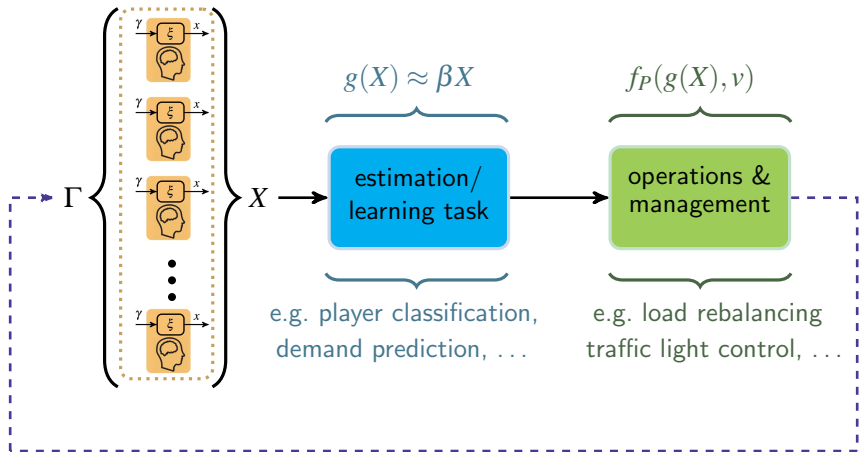 γ ξ x
γ ξ x
γ ξ x
γ ξ x
Γ
X
g(X) ≈ βX
estimation/
learning task
e.g. player classification,
demand prediction, . . .
f_P(g(X), v)
operations &
management
e.g. load rebalancing
traffic light control, . . .